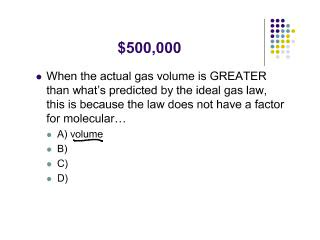 $500,000
When the actual gas volume is GREATER
than what's predicted by the ideal gas law,
this is because the law does not have a factor
for molecular…
A) volume
B)
C)
D)